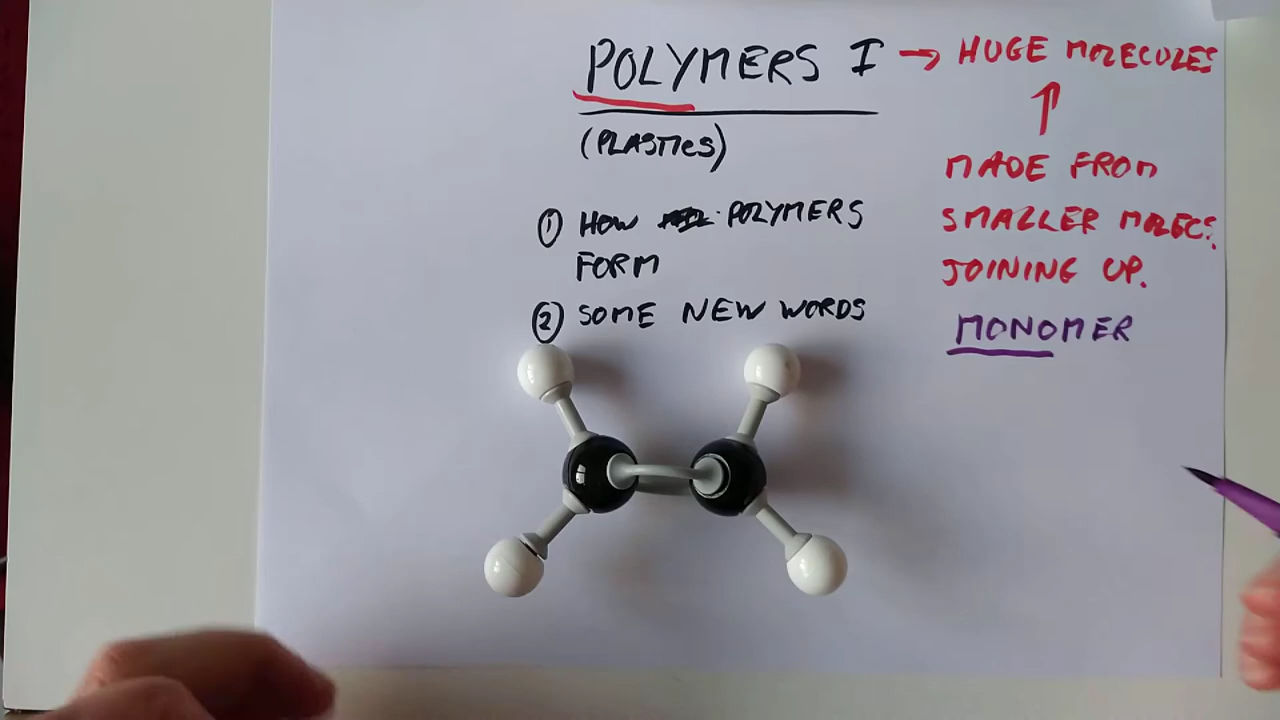 POLYMERS I → HUGE MOLECULES
(PLASTICS)
① HOW POLYMERS
FORM
② SOME NEW WORDS
MADE FROM
SMALLER MOLECS.
JOINING UP.
MONOMER